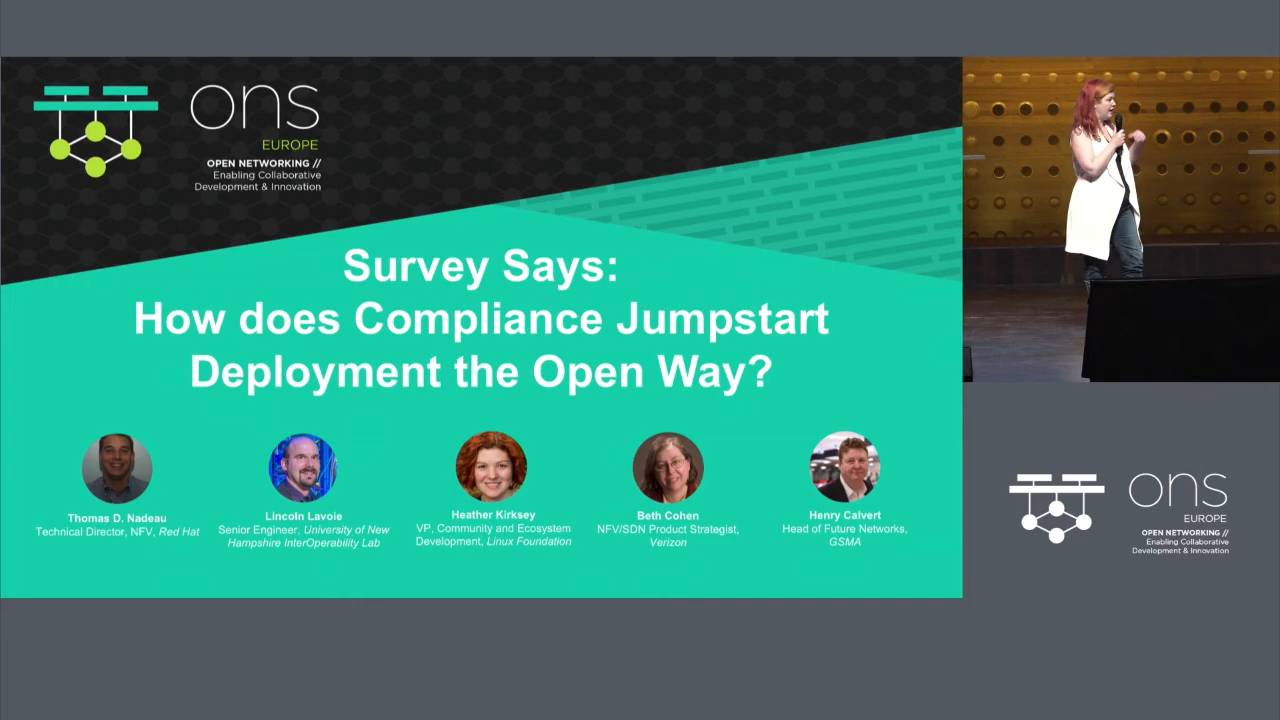 ons
EUROPE
OPEN NETWORKING //
Enabling Collaborative
Development & Innovation
Survey Says:
How does Compliance Jumpstart
Deployment the Open Way?
Thomas D. Nadeau
Technical Director, NFV, Red Hat
Lincoln Lavoie
Senior Engineer, University of New
Hampshire InterOperability Lab
Heather Kirksey
VP, Community and Ecosystem
Development, Linux Foundation
Beth Cohen
NFV/SDN Product Strategist,
Verizon
Henry Calvert
Head of Future Networks,
GSMA
ons
EUROPE
OPEN NETWORKING //
Enabling Collaborative
Development & Innovation